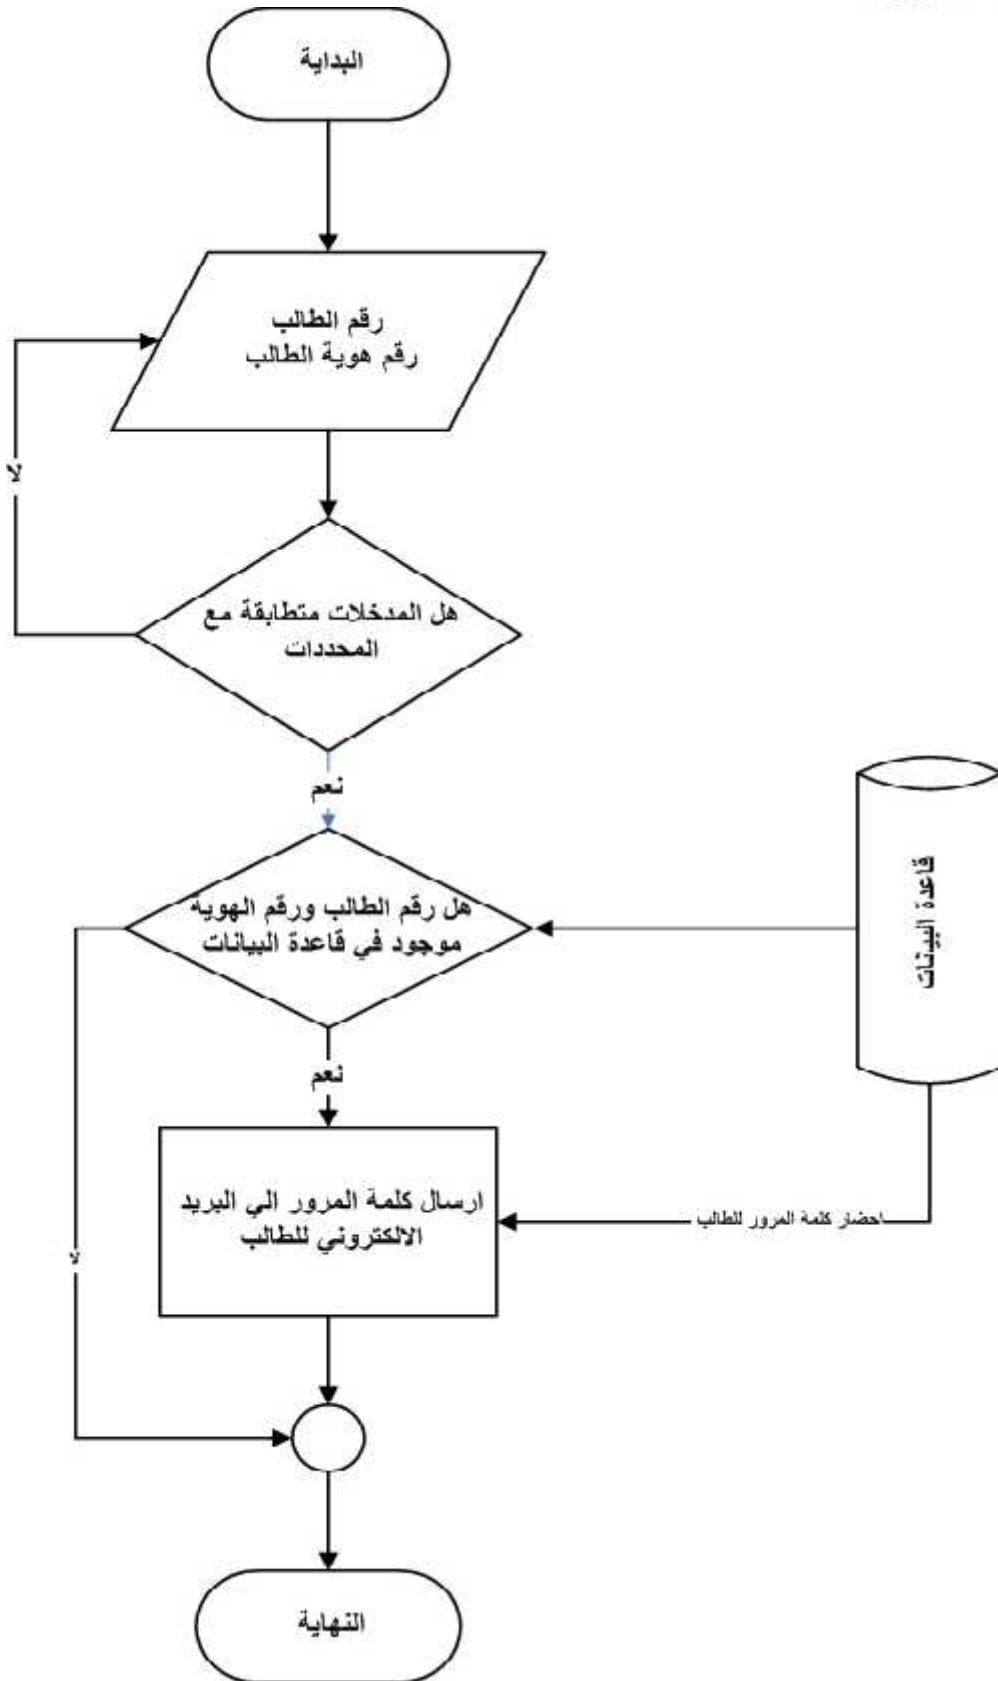 البداية
رقم الطالب
رقم هوية الطالب
لا
هل المدخلات متطابقة مع
المحددات
نعم
هل رقم الطالب ورقم الهوية
موجود في قاعدة البيانات
قاعدة البيانات
نعم
ارسال كلمة المرور الي البريد
الالكتروني للطالب
احضار كلمة المرور للطالب
لا
النهاية